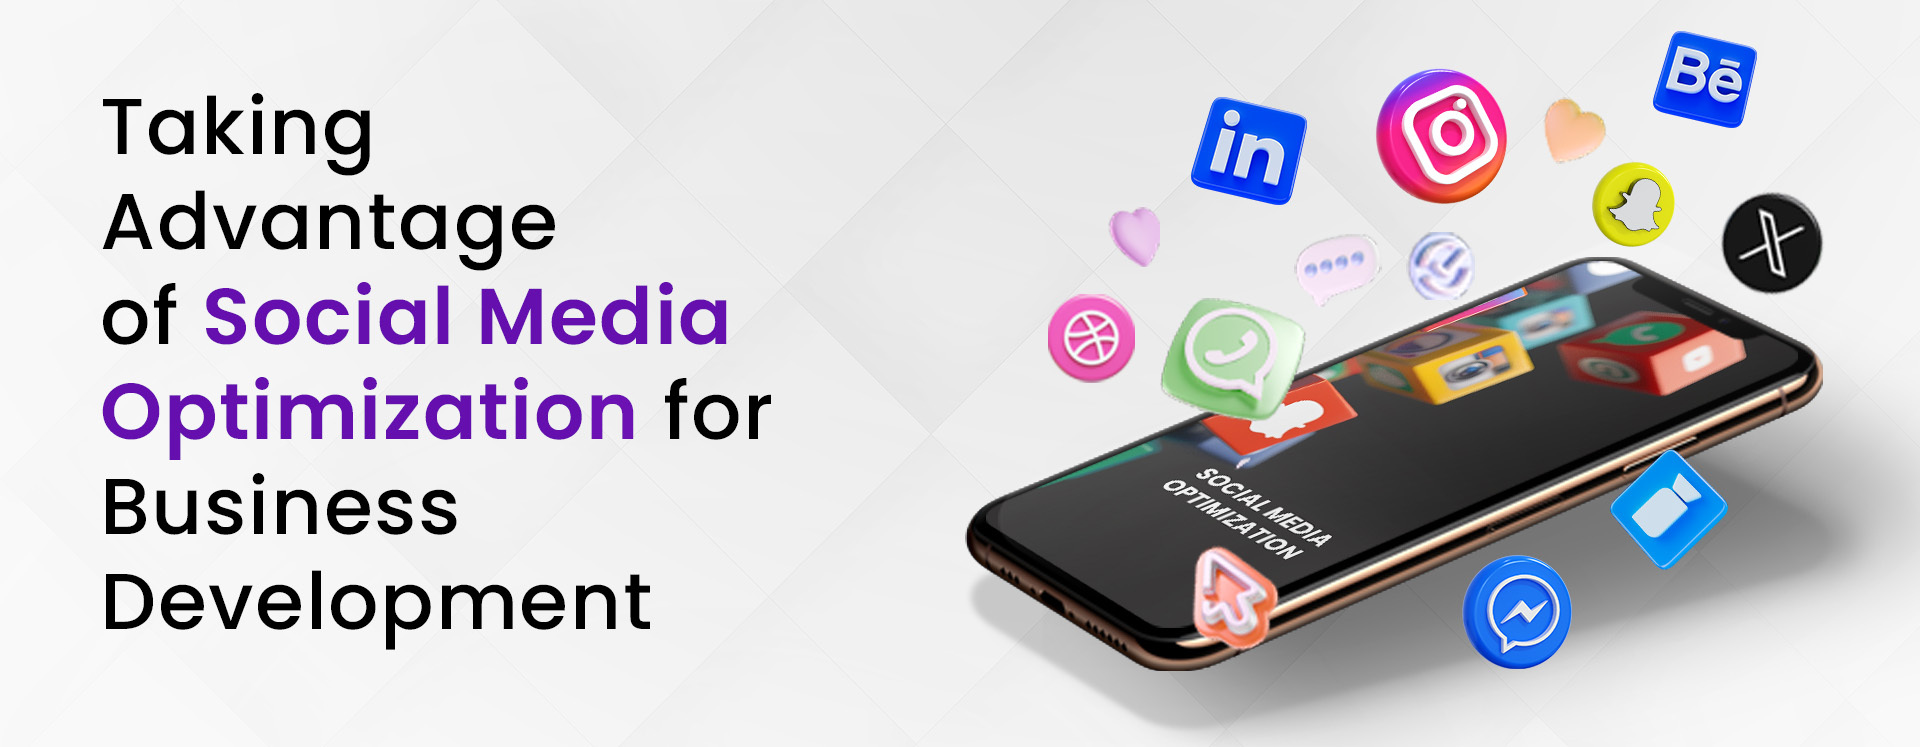 Taking
Advantage
of Social Media
Optimization for
Business
Development
in
Bē
SOCIAL MEDIA
OPTIMIZATION